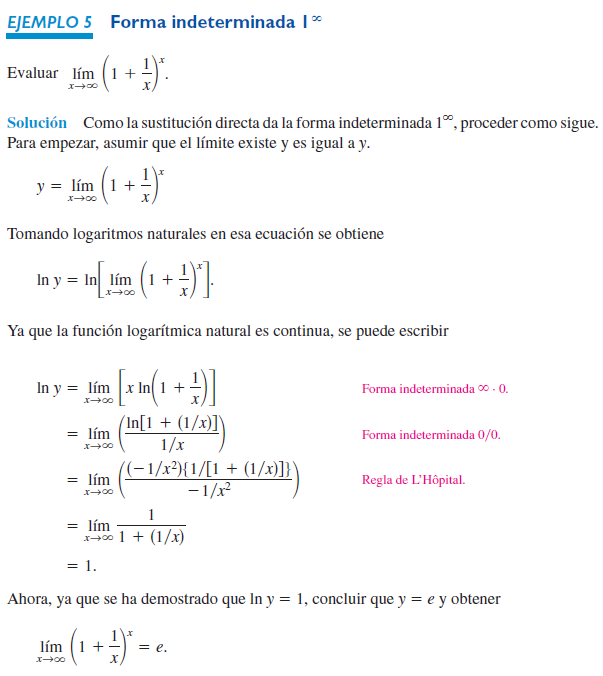 EJEMPLO 5 Forma indeterminada 1^∞
Evaluar lím_{x→∞} (1 + 1/x)^x.
Solución Como la sustitución directa da la forma indeterminada 1^∞, proceder como sigue.
Para empezar, asumir que el límite existe y es igual a y.
y = lím_{x→∞} (1 + 1/x)^x
Tomando logaritmos naturales en esa ecuación se obtiene
ln y = ln[lím_{x→∞} (1 + 1/x)^x].
Ya que la función logarítmica natural es continua, se puede escribir
ln y = lím_{x→∞} [x ln(1 + 1/x)] Forma indeterminada ∞ · 0.
= lím_{x→∞} (ln[1 + (1/x)] / 1/x) Forma indeterminada 0/0.
= lím_{x→∞} ((−1/x²){1/[1 + (1/x)]} / −1/x²) Regla de L'Hôpital.
= lím_{x→∞} 1 / 1 + (1/x)
= 1.
Ahora, ya que se ha demostrado que ln y = 1, concluir que y = e y obtener
lím_{x→∞} (1 + 1/x)^x = e.